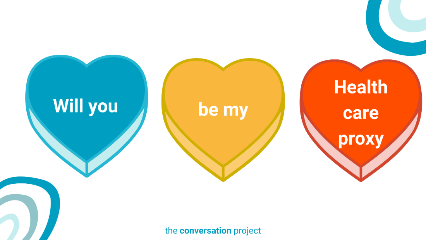 Will you
be my
Health
care
proxy
the conversation project